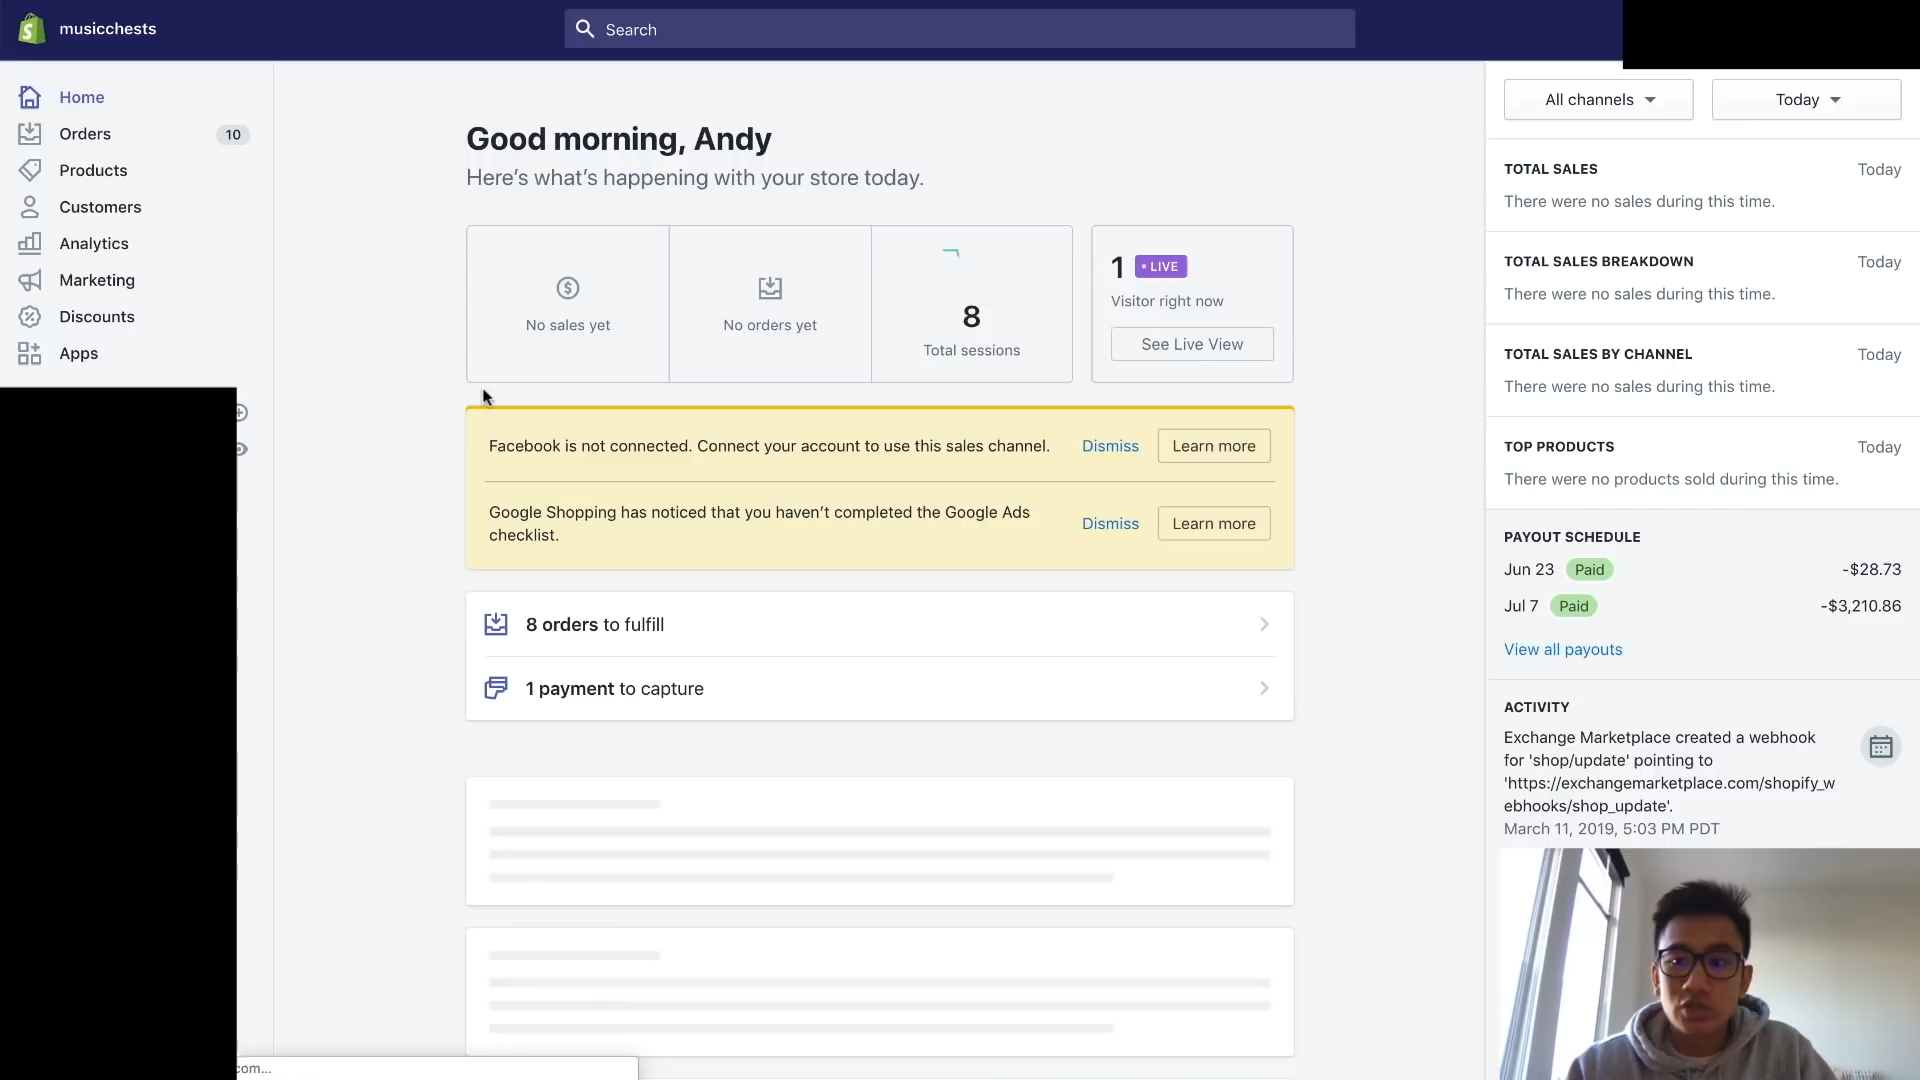 musicchests
Search
Home
Orders 10
Products
Customers
Analytics
Marketing
Discounts
Apps
Good morning, Andy
Here's what's happening with your store today.
No sales yet
No orders yet
8
Total sessions
1 • LIVE
Visitor right now
See Live View
Facebook is not connected. Connect your account to use this sales channel. Dismiss Learn more
Google Shopping has noticed that you haven't completed the Google Ads
checklist.
Dismiss Learn more
8 orders to fulfill
1 payment to capture
com...
All channels Today
TOTAL SALES Today
There were no sales during this time.
TOTAL SALES BREAKDOWN Today
There were no sales during this time.
TOTAL SALES BY CHANNEL Today
There were no sales during this time.
TOP PRODUCTS Today
There were no products sold during this time.
PAYOUT SCHEDULE
Jun 23 Paid -$28.73
Jul 7 Paid -$3,210.86
View all payouts
ACTIVITY
Exchange Marketplace created a webhook
for 'shop/update' pointing to
'https://exchangemarketplace.com/shopify_w
ebhooks/shop_update'.
March 11, 2019, 5:03 PM PDT